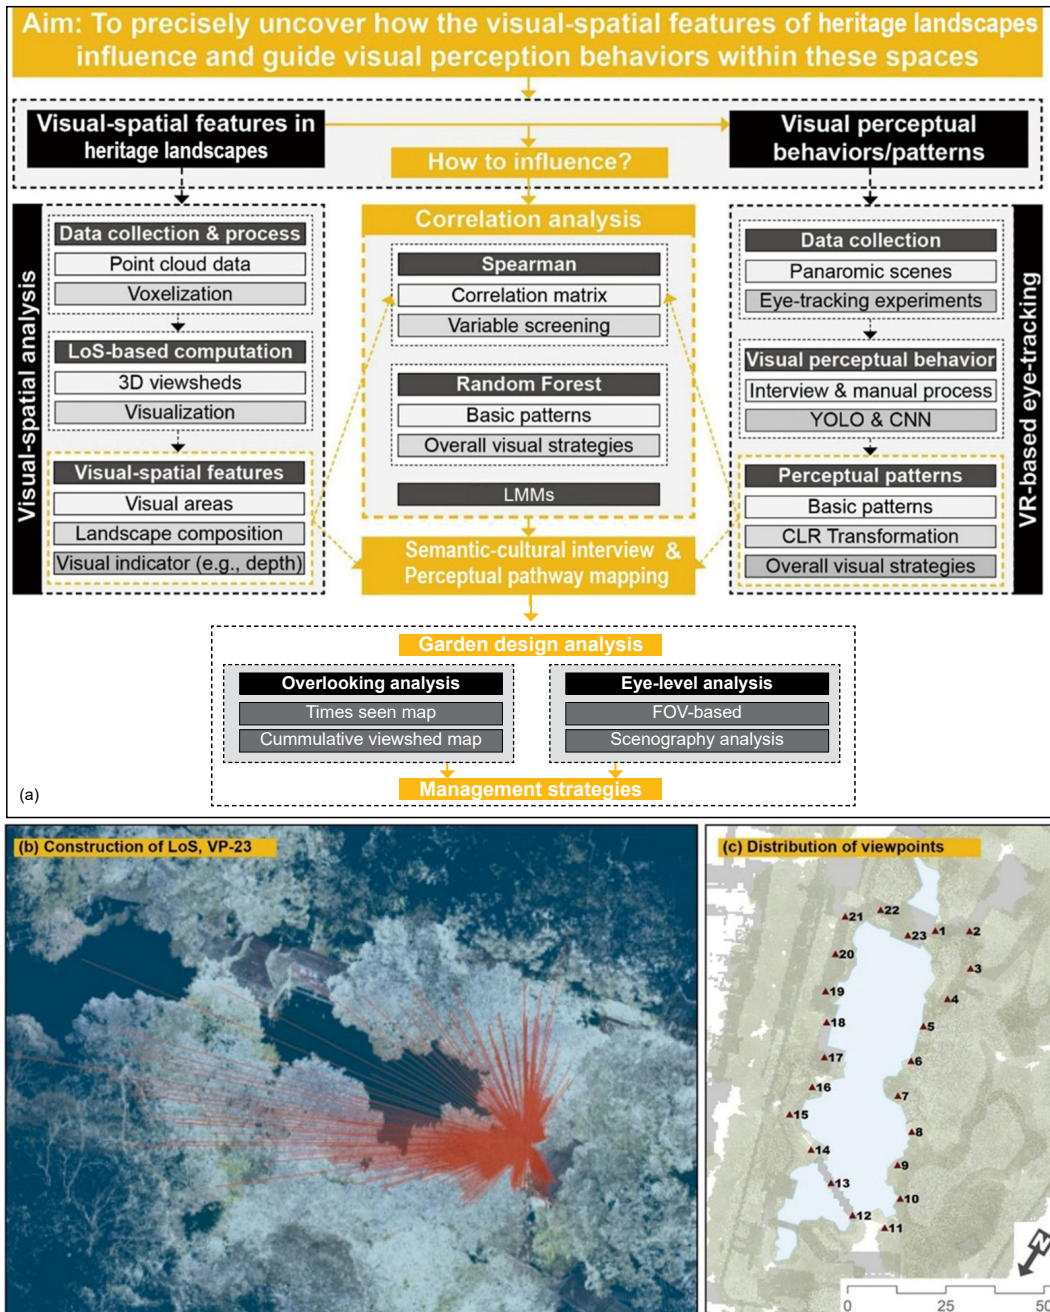 Aim: To precisely uncover how the visual-spatial features of heritage landscapes
influence and guide visual perception behaviors within these spaces
Visual-spatial features in
heritage landscapes
How to influence?
Visual perceptual
behaviors/patterns
Visual-spatial analysis
Data collection & process
Point cloud data
Voxelization
LoS-based computation
3D viewsheds
Visualization
Visual-spatial features
Visual areas
Landscape composition
Visual indicator (e.g., depth)
Correlation analysis
Spearman
Correlation matrix
Variable screening
Random Forest
Basic patterns
Overall visual strategies
LMMs
Semantic-cultural interview &
Perceptual pathway mapping
Data collection
Panaromic scenes
Eye-tracking experiments
Visual perceptual behavior
Interview & manual process
YOLO & CNN
Perceptual patterns
Basic patterns
CLR Transformation
Overall visual strategies
VR-based eye-tracking
Garden design analysis
Overlooking analysis
Times seen map
Cummulative viewshed map
Eye-level analysis
FOV-based
Scenography analysis
Management strategies
(a)
(b) Construction of LoS, VP-23
(c) Distribution of viewpoints
22
21
23
1
2
20
3
19
4
18
5
17
6
16
7
15
8
14
9
13
10
12
11
N
0
25
50